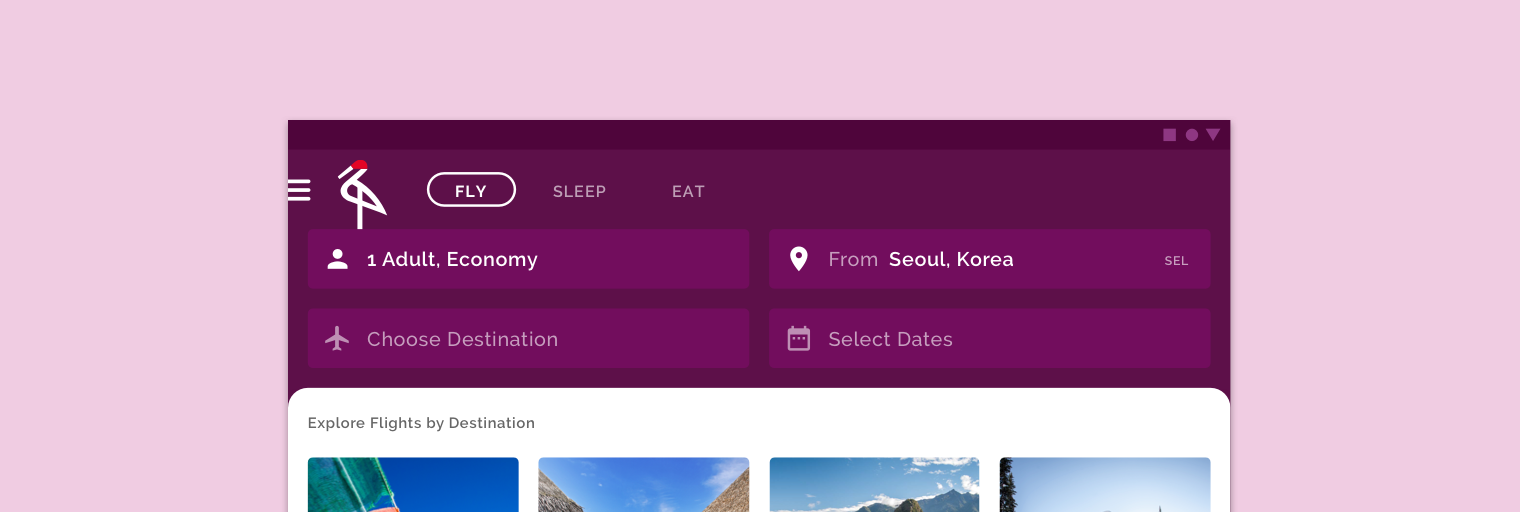 FLY SLEEP EAT
1 Adult, Economy
From Seoul, Korea SEL
Choose Destination
Select Dates
Explore Flights by Destination